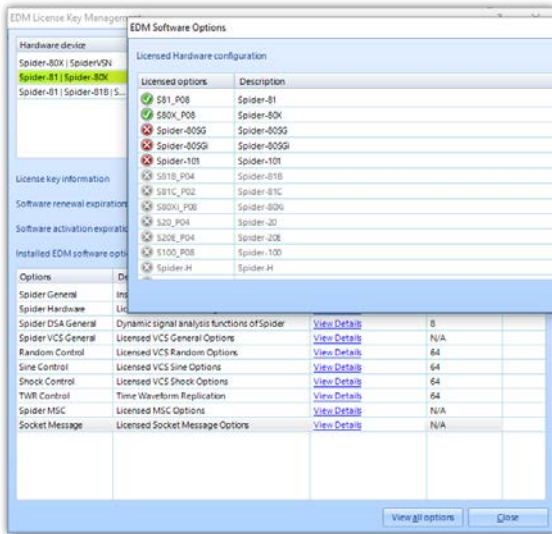 EDM License Key Management
EDM Software Options
Hardware device
Spider-80X | SpiderVSN
Spider-81 | Spider-80X
Spider-81 | Spider-81B | S...
Licensed Hardware configuration
Licensed options Description
S81_P08 Spider-81
S80X_P08 Spider-80X
Spider-80SG Spider-80SG
Spider-80SGi Spider-80SGi
Spider-101 Spider-101
S81B_P04 Spider-81B
S81C_P02 Spider-81C
S80Xi_P08
S20_P04 Spider-20
S20E_P04 Spider-20E
S100_P08 Spider-100
Spider-H Spider-H
License key information
Software renewal expiration
Software activation expiratio
Installed EDM software opti
Options De
Spider General Ins
Spider Hardware Lic
Spider DSA General Dynamic signal analysis functions of Spider View Details 8
Spider VCS General Licensed VCS General Options View Details N/A
Random Control Licensed VCS Random Options View Details 64
Sine Control Licensed VCS Sine Options View Details 64
Shock Control Licensed VCS Shock Options View Details 64
TWR Control Time Waveform Replication View Details 64
Spider MSC Licensed MSC Options View Details N/A
Socket Message Licensed Socket Message Options View Details N/A
View all options Close